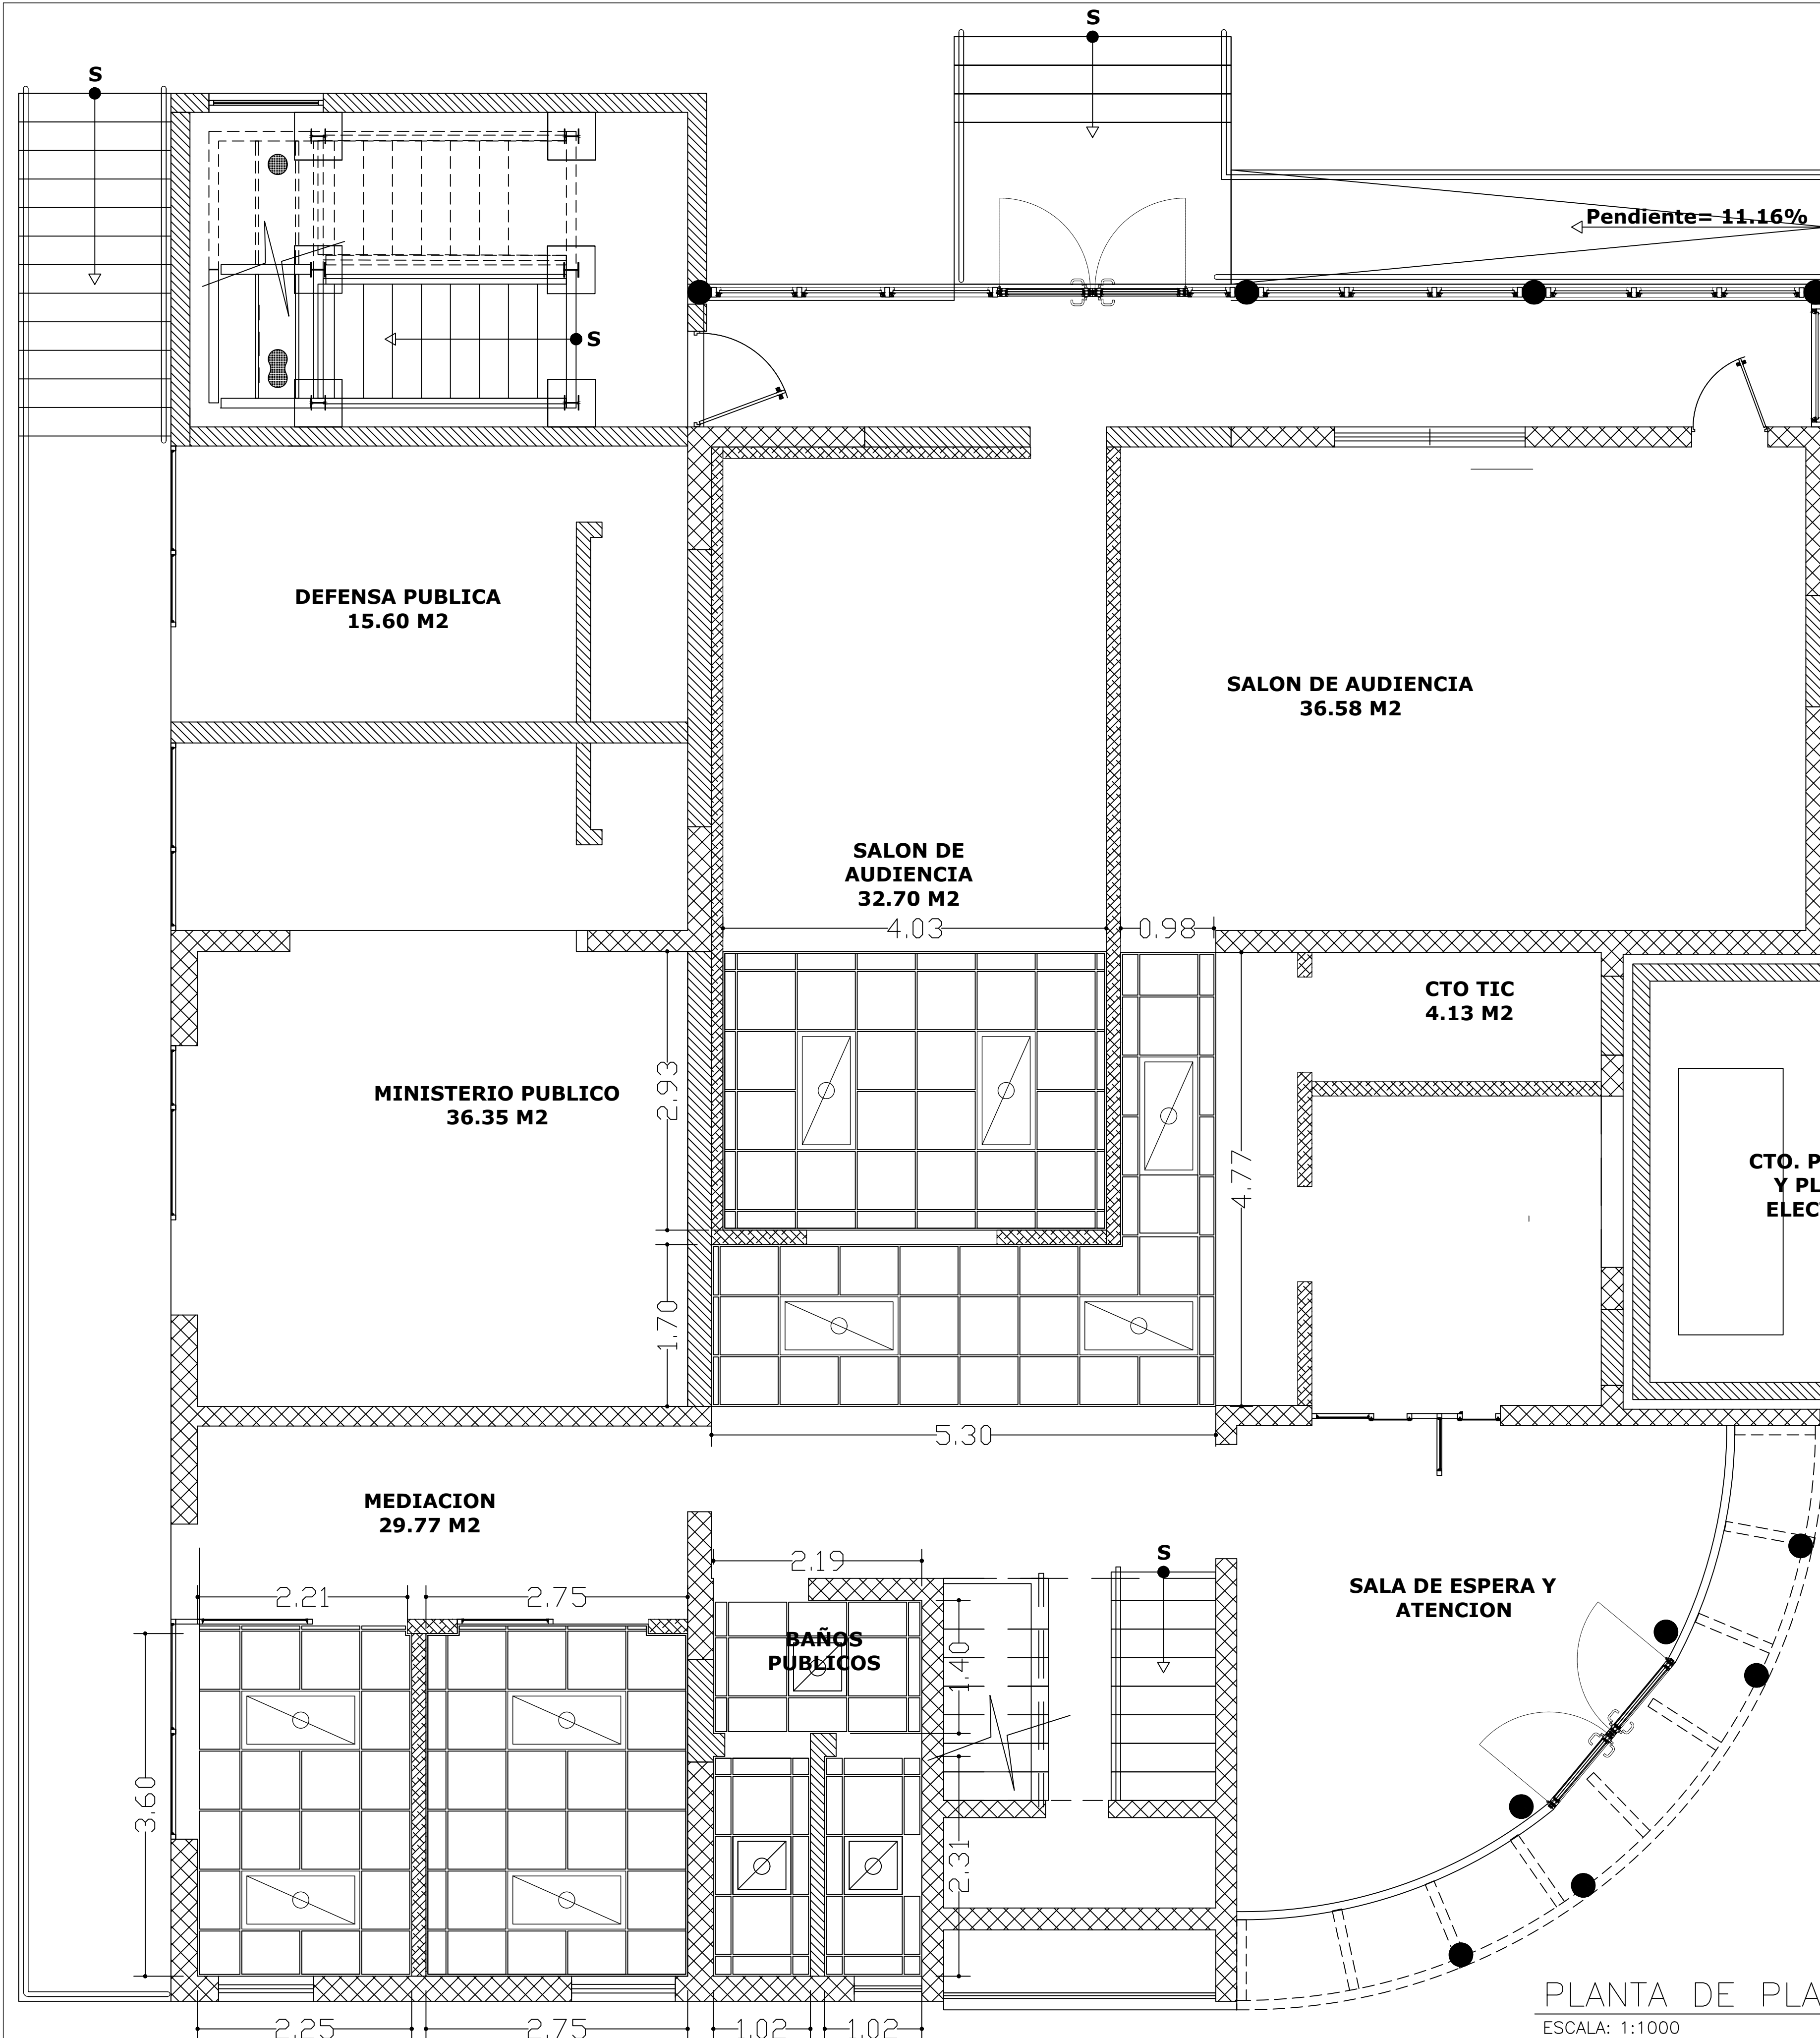 S
S
Pendiente= 11.16%
S
DEFENSA PUBLICA
15.60 M2
SALON DE AUDIENCIA
36.58 M2
SALON DE
AUDIENCIA
32.70 M2
4.03
0.98
CTO TIC
4.13 M2
2.93
MINISTERIO PUBLICO
36.35 M2
4.77
CTO. P
Y PL
ELEC
1.70
5.30
MEDIACION
29.77 M2
2.19
S
2.21
2.75
SALA DE ESPERA Y
ATENCION
BAÑOS
PUBLICOS
1.40
3.60
2.31
PLANTA DE PLA
ESCALA: 1:1000
2.25
2.75
1.02
1.02